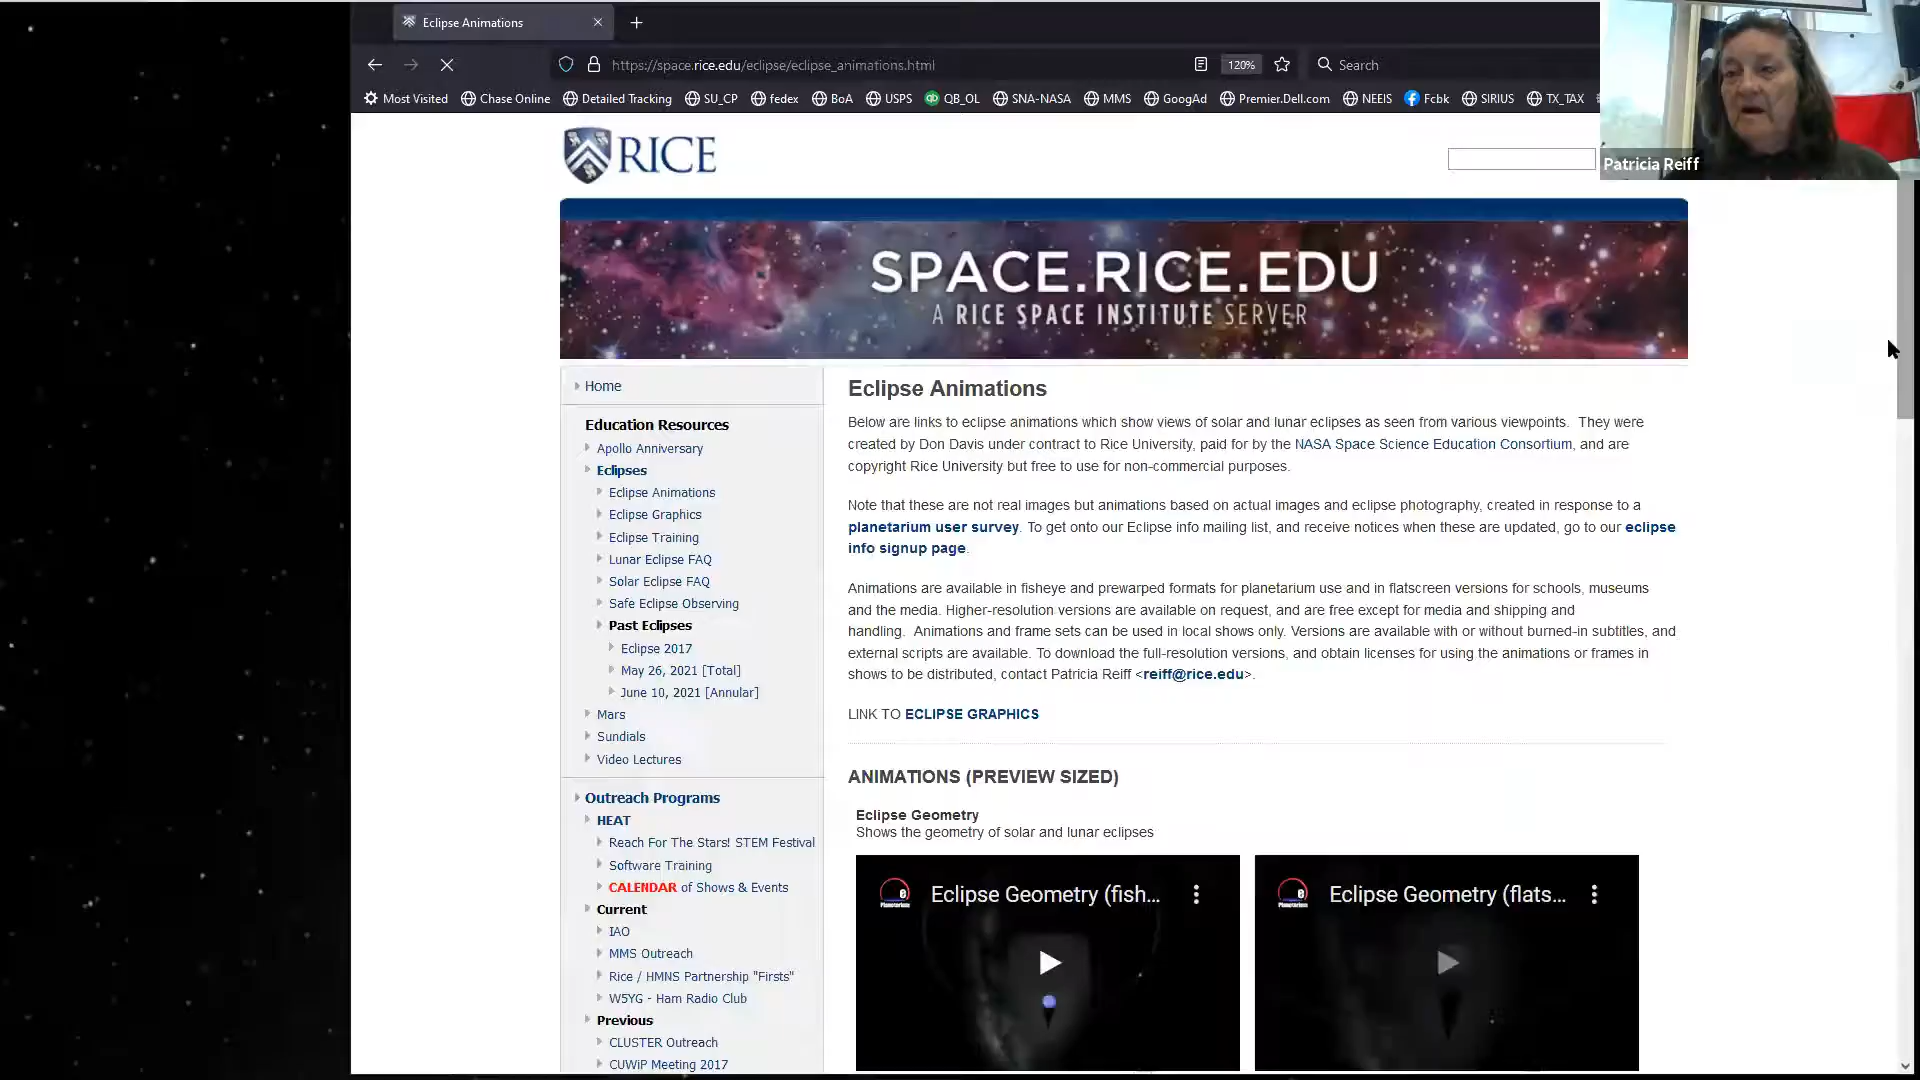 Eclipse Animations
https://space.rice.edu/eclipse/eclipse_animations.html
120%
Search
Most Visited
Chase Online
Detailed Tracking
SU_CP
fedex
BoA
USPS
QB_OL
SNA-NASA
MMS
GoogAd
Premier.Dell.com
NEEIS
Fcbk
SIRIUS
TX_TAX
Patricia Reiff
RICE
SPACE.RICE.EDU
A RICE SPACE INSTITUTE SERVER
Home
Education Resources
Apollo Anniversary
Eclipses
Eclipse Animations
Eclipse Graphics
Eclipse Training
Lunar Eclipse FAQ
Solar Eclipse FAQ
Safe Eclipse Observing
Past Eclipses
Eclipse 2017
May 26, 2021 [Total]
June 10, 2021 [Annular]
Mars
Sundials
Video Lectures
Outreach Programs
HEAT
Reach For The Stars! STEM Festival
Software Training
CALENDAR of Shows & Events
Current
IAO
MMS Outreach
Rice / HMNS Partnership "Firsts"
W5YG - Ham Radio Club
Previous
CLUSTER Outreach
CUWiP Meeting 2017
Eclipse Animations
Below are links to eclipse animations which show views of solar and lunar eclipses as seen from various viewpoints. They were
created by Don Davis under contract to Rice University, paid for by the NASA Space Science Education Consortium, and are
copyright Rice University but free to use for non-commercial purposes.
Note that these are not real images but animations based on actual images and eclipse photography, created in response to a
planetarium user survey. To get onto our Eclipse info mailing list, and receive notices when these are updated, go to our eclipse
info signup page.
Animations are available in fisheye and prewarped formats for planetarium use and in flatscreen versions for schools, museums
and the media. Higher-resolution versions are available on request, and are free except for media and shipping and
handling. Animations and frame sets can be used in local shows only. Versions are available with or without burned-in subtitles, and
external scripts are available. To download the full-resolution versions, and obtain licenses for using the animations or frames in
shows to be distributed, contact Patricia Reiff <reiff@rice.edu>.
LINK TO ECLIPSE GRAPHICS
ANIMATIONS (PREVIEW SIZED)
Eclipse Geometry
Shows the geometry of solar and lunar eclipses
Eclipse Geometry (fish...
Eclipse Geometry (flats...